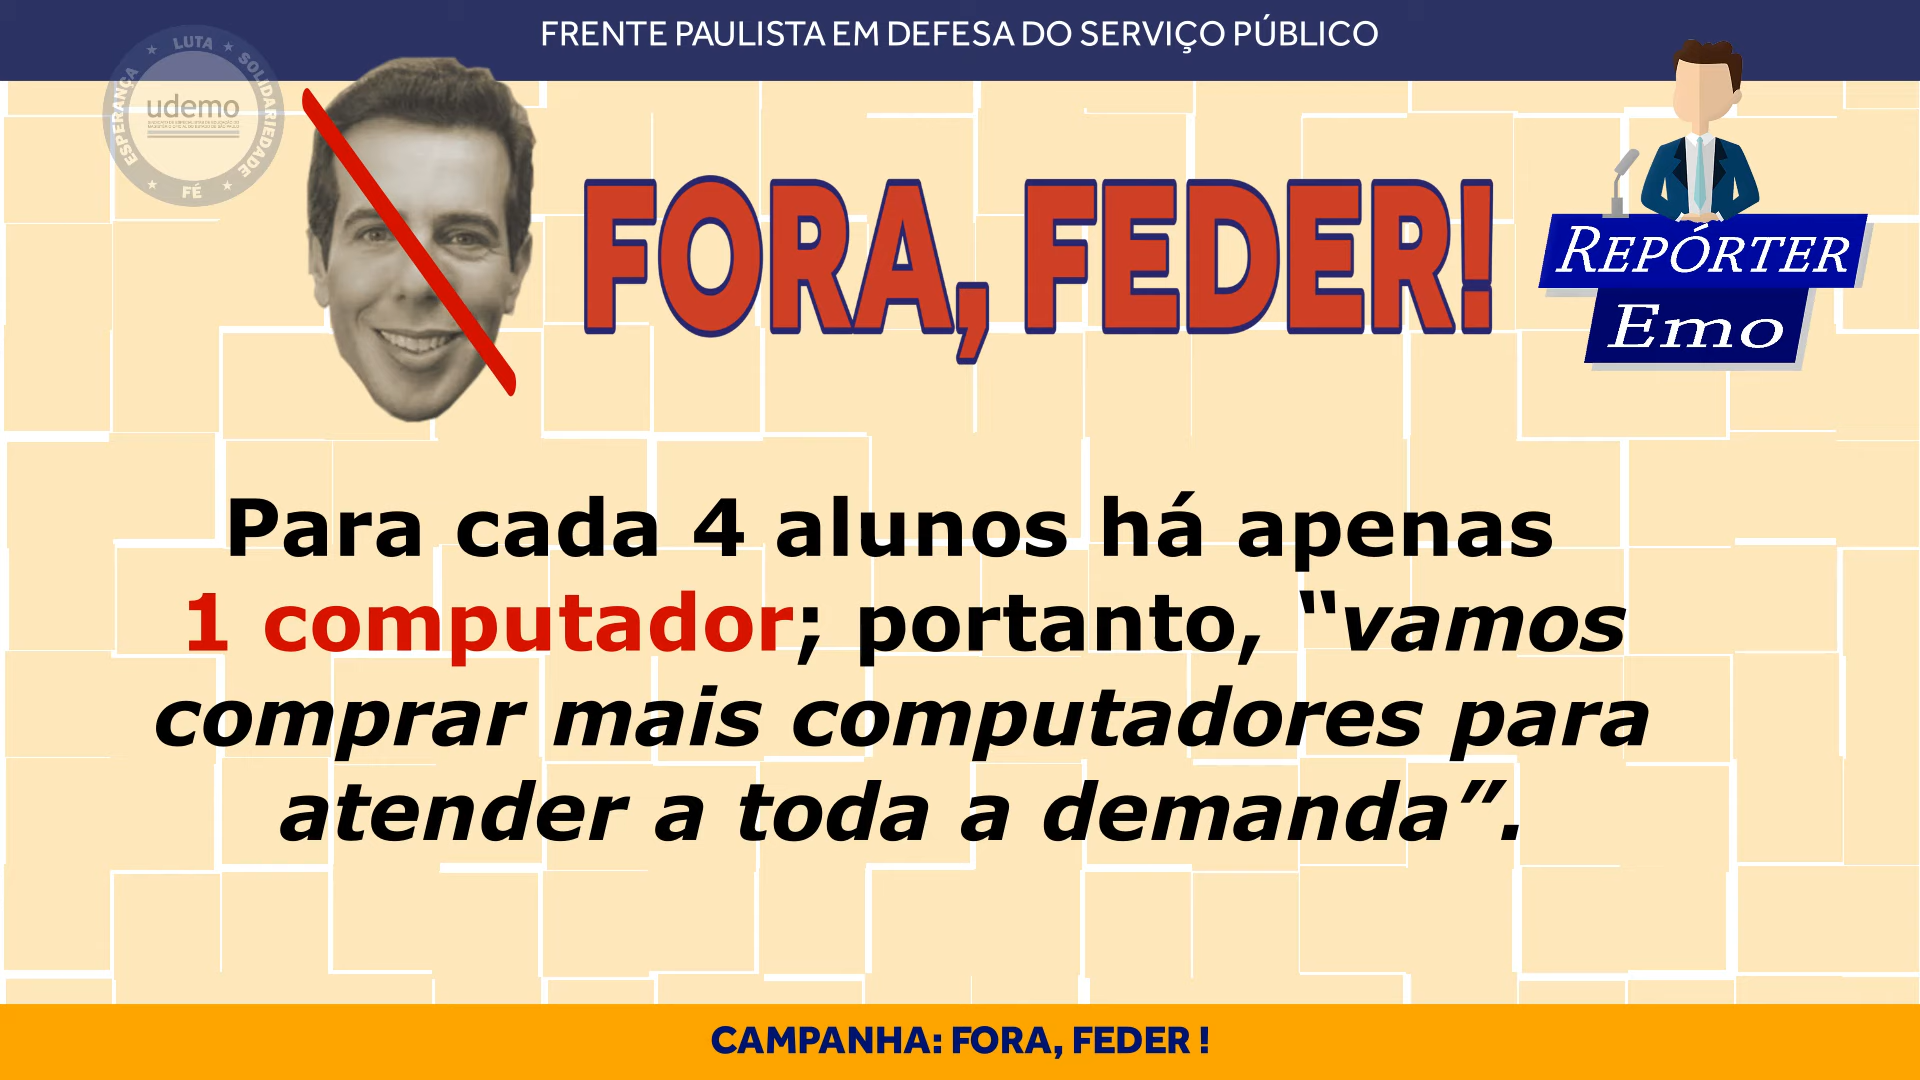 FRENTE PAULISTA EM DEFESA DO SERVIÇO PÚBLICO
LUTA
ESPERANÇA
SOLIDARIEDADE
udemo
FÉ
FORA, FEDER!
REPÓRTER
EMO
Para cada 4 alunos há apenas
1 computador; portanto, “vamos
comprar mais computadores para
atender a toda a demanda”.
CAMPANHA: FORA, FEDER !